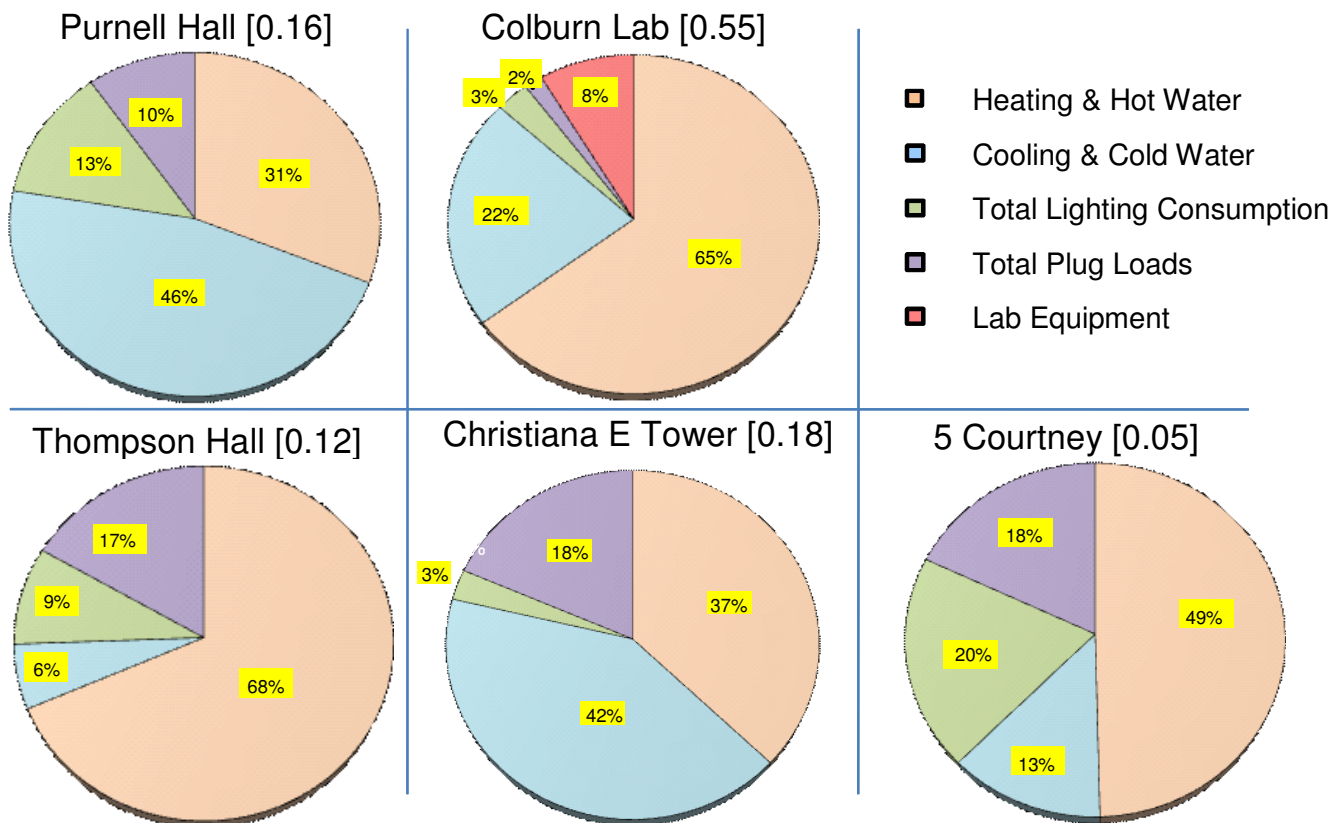 Purnell Hall [0.16]
10%
13%
31%
46%
Colburn Lab [0.55]
2%
3%
8%
22%
65%
Heating & Hot Water
Cooling & Cold Water
Total Lighting Consumption
Total Plug Loads
Lab Equipment
Thompson Hall [0.12]
17%
9%
6%
68%
Christiana E Tower [0.18]
18%
3%
37%
42%
5 Courtney [0.05]
18%
49%
20%
13%